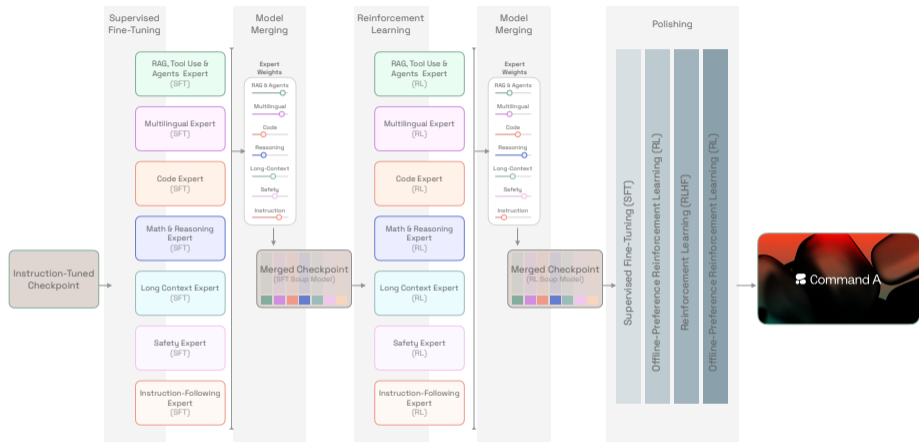 Supervised
Fine-Tuning
Model
Merging
Reinforcement
Learning
Model
Merging
Polishing
RAG, Tool Use &
Agents Expert
(SFT)
Multilingual Expert
(SFT)
Code Expert
(SFT)
Math & Reasoning
Expert
(SFT)
Long Context Expert
(SFT)
Safety Expert
(SFT)
Instruction-Following
Expert
(SFT)
Instruction-Tuned
Checkpoint
Expert
Weights
RAG & Agents
Multilingual
Code
Reasoning
Long-Context
Safety
Instruction
Merged Checkpoint
(SFT Soup Model)
RAG, Tool Use &
Agents Expert
(RL)
Multilingual Expert
(RL)
Code Expert
(RL)
Math & Reasoning
Expert
(RL)
Long Context Expert
(RL)
Safety Expert
(RL)
Instruction-Following
Expert
(RL)
Expert
Weights
RAG & Agents
Multilingual
Code
Reasoning
Long-Context
Safety
Instruction
Merged Checkpoint
(RL Soup Model)
Supervised Fine-Tuning (SFT)
Offline-Preference Reinforcement Learning (RL)
Reinforcement Learning (RLHF)
Offline-Preference Reinforcement Learning (RL)
Command A